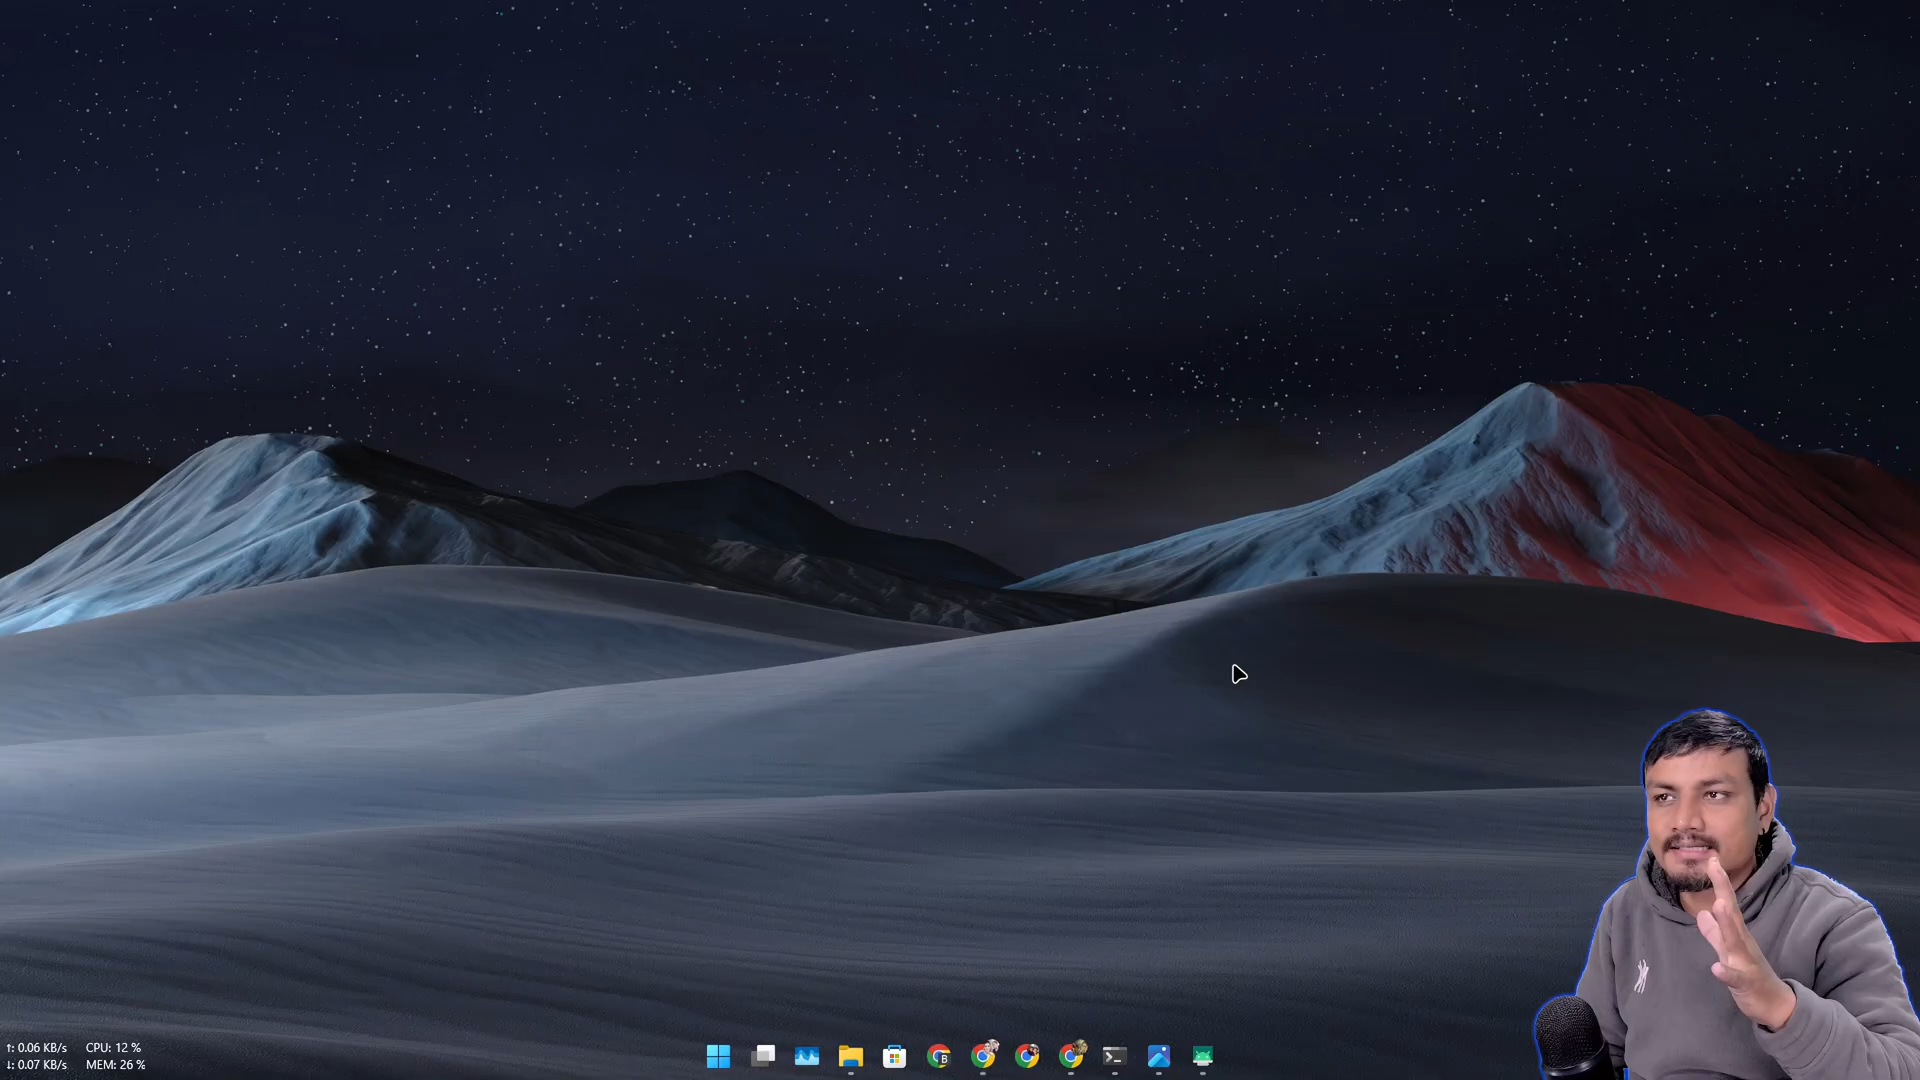 ↑: 0.06 KB/s CPU: 12 %
↓: 0.07 KB/s MEM: 26 %
B